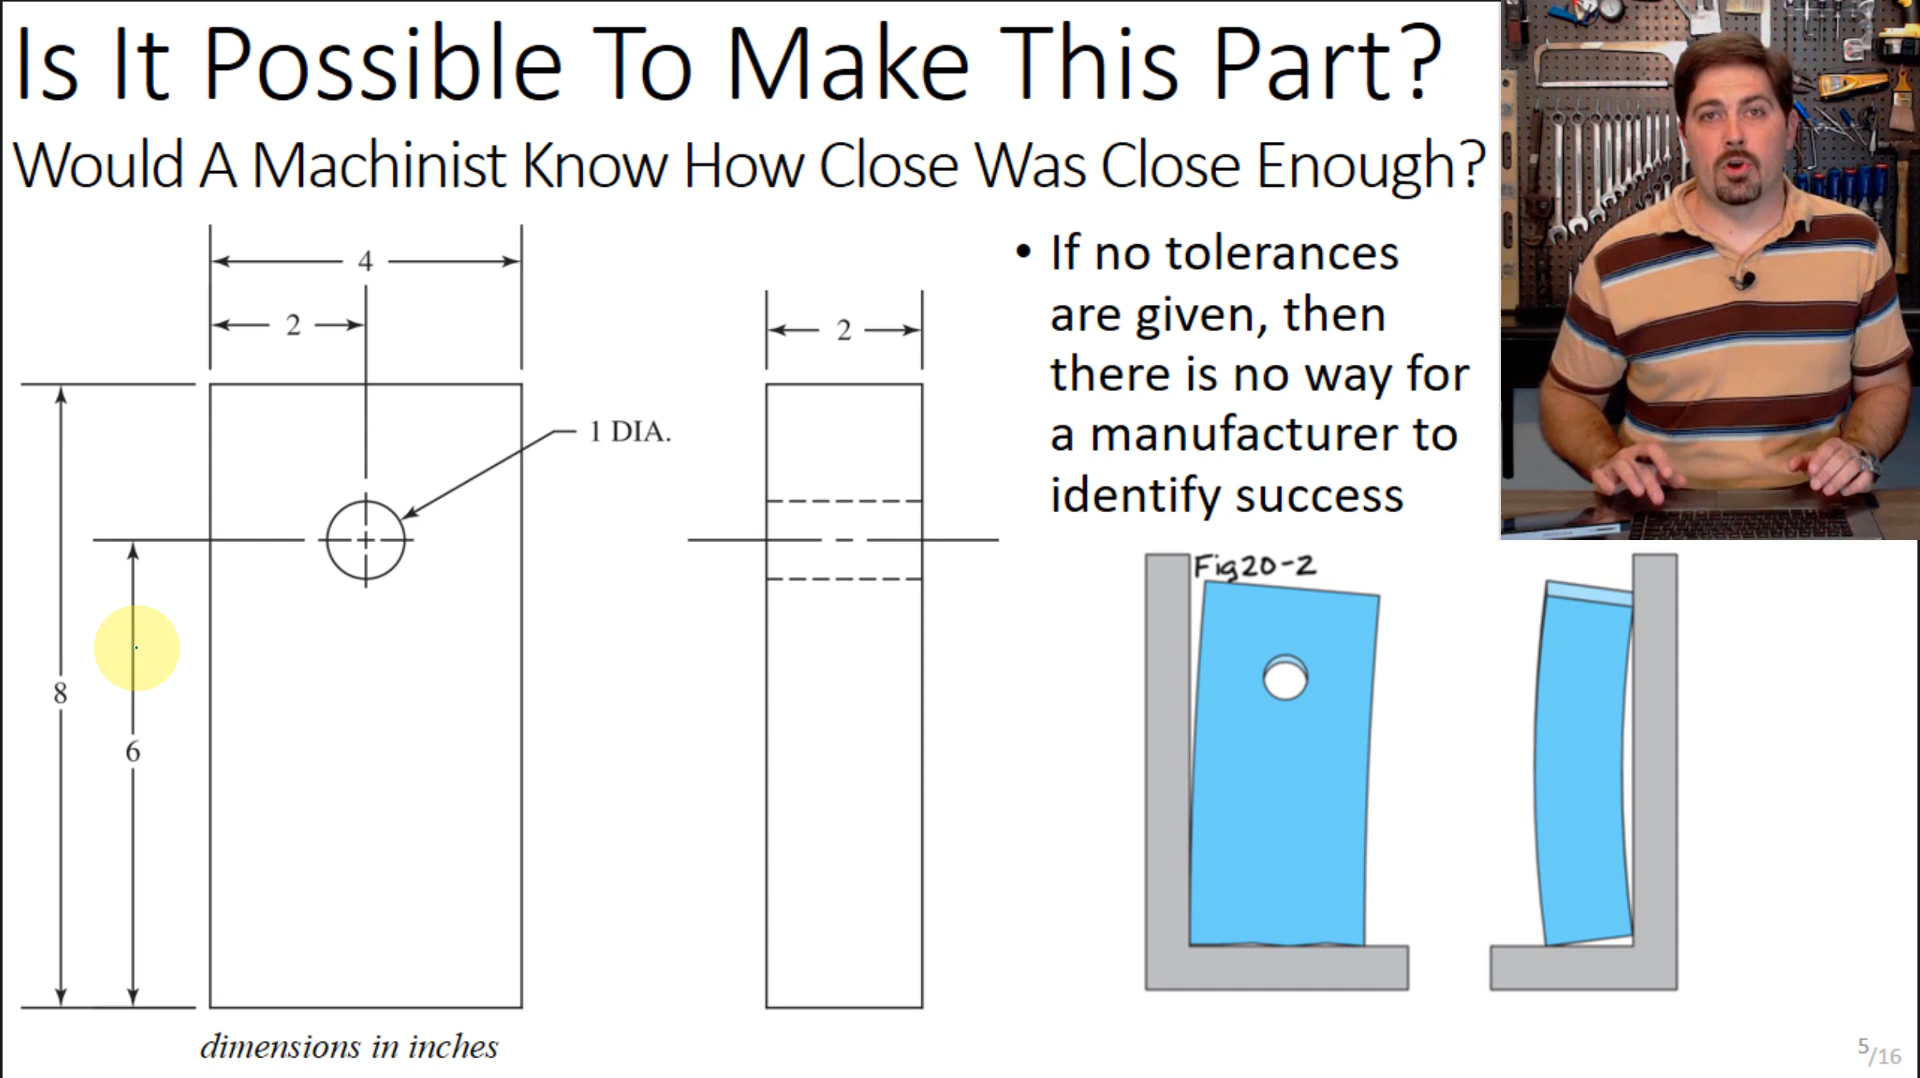 Is It Possible To Make This Part?
Would A Machinist Know How Close Was Close Enough?
4
2
2
1 DIA.
8
6
dimensions in inches
• If no tolerances
are given, then
there is no way for
a manufacturer to
identify success
Fig 20-2
5/16